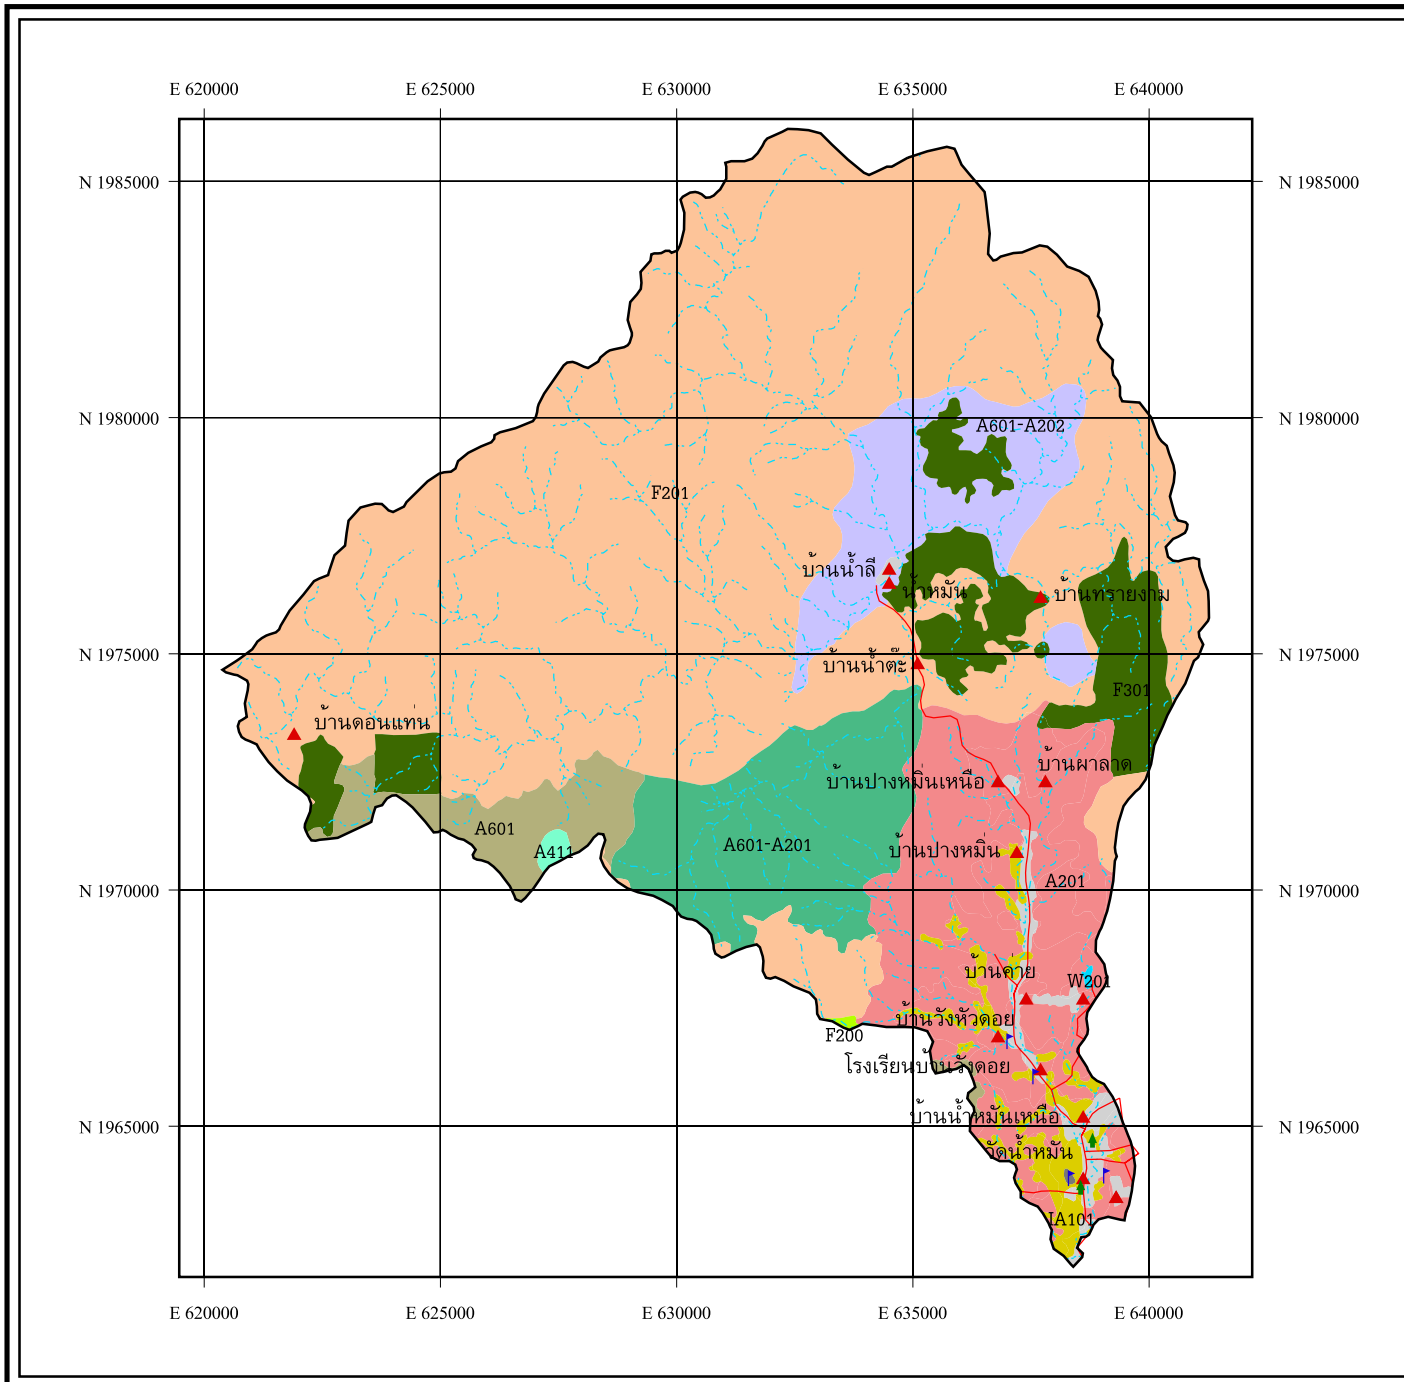 E 620000 E 625000 E 630000 E 635000 E 640000
N 1985000 N 1985000
N 1980000 N 1980000
A601-A202
F201
บ้านน้ำลี
น้ำหมัน บ้านทรายงาม
N 1975000 N 1975000
บ้านน้ำต๊ะ
F301
บ้านดอนแท่น
บ้านผาลาด
บ้านปางหมิ่นเหนือ
A601
A411 A601-A201 บ้านปางหมิ่น
A201
N 1970000 N 1970000
บ้านค่าย
W201
บ้านวังหัวดอย
F200
โรงเรียนบ้านวังดอย
บ้านน้ำหมันเหนือ
N 1965000 N 1965000
วัดน้ำหมัน
IA101
E 620000 E 625000 E 630000 E 635000 E 640000